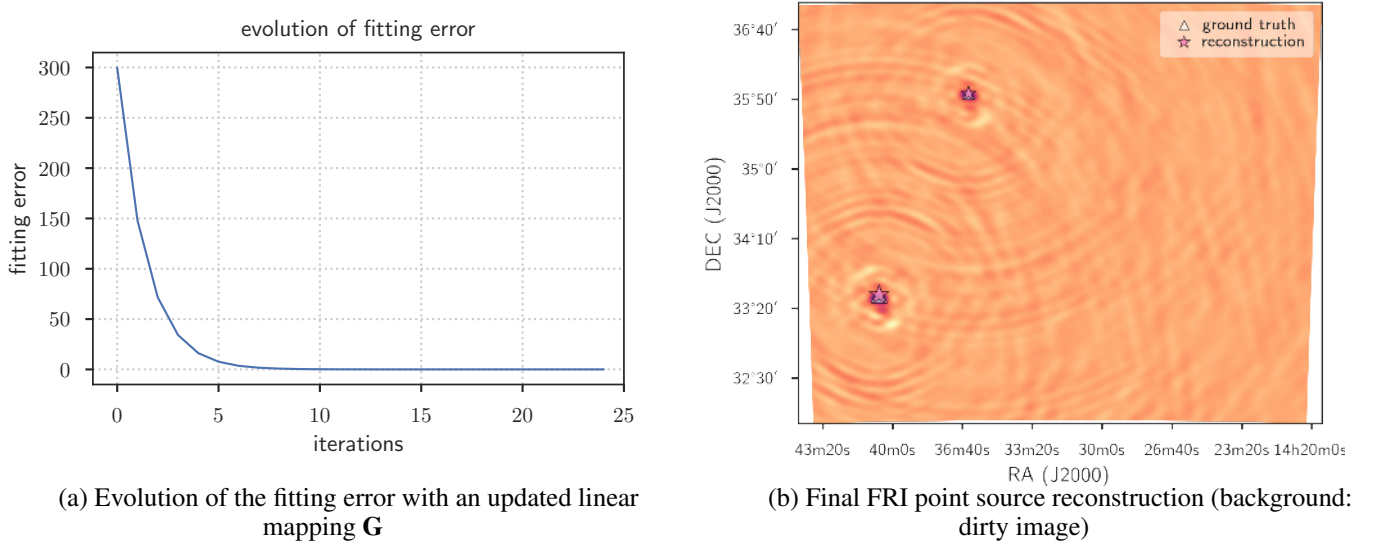 evolution of fitting error
300
250
200
150
100
50
0
fitting error
0 5 10 15 20 25
iterations
(a) Evolution of the fitting error with an updated linear
mapping G
ground truth
reconstruction
36°40′
35°50′
35°0′
34°10′
33°20′
32°30′
DEC (J2000)
43m20s 40m0s 36m40s 33m20s 30m0s 26m40s 23m20s 14h20m0s
RA (J2000)
(b) Final FRI point source reconstruction (background:
dirty image)